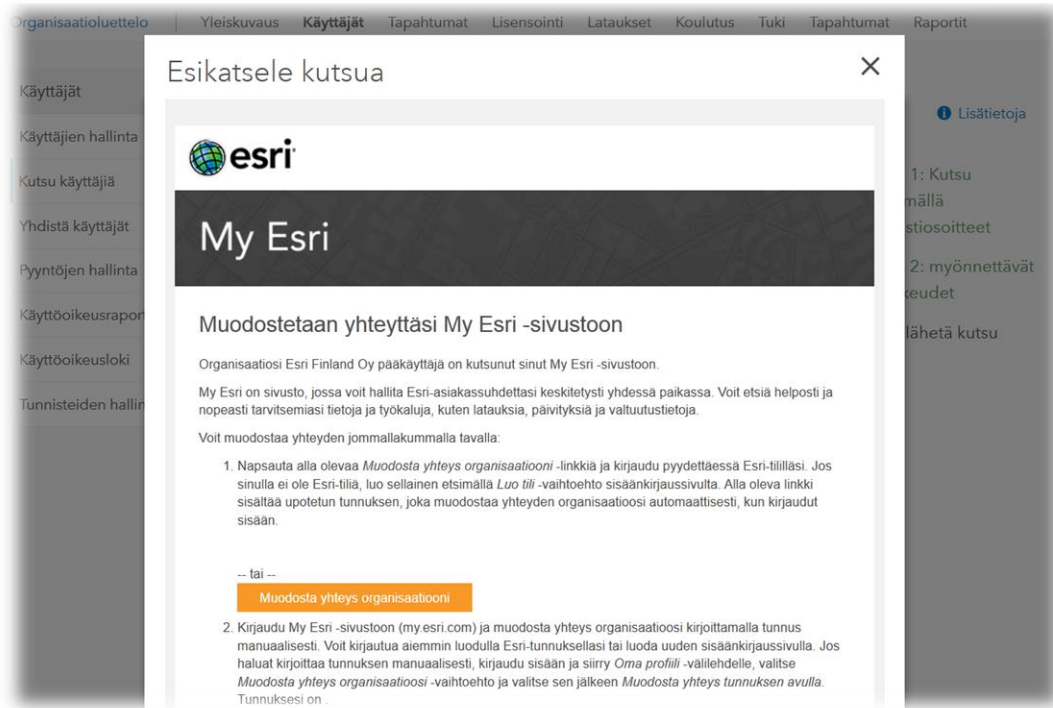 Organisaatioluettelo
Yleiskuvaus Käyttäjät Tapahtumat Lisensointi Lataukset Koulutus Tuki Tapahtumat Raportit
Esikatsele kutsua
Käyttäjät
Lisätietoja
Käyttäjien hallinta
esri
Kutsu käyttäjiä
1: Kutsu
My Esri
Yhdistä käyttäjät
Pyyntöjen hallinta
2: myönnettävät
Muodostetaan yhteyttäsi My Esri -sivustoon
lähetä kutsu
Käyttöoikeusloki
Organisaatiosi Esri Finland Oy pääkäyttäjä on kutsunut sinut My Esri -sivustoon.
My Esri on sivusto, jossa voit hallita Esri-asiakassuhdettasi keskitetysti yhdessä paikassa. Voit etsiä helposti ja
nopeasti tarvitsemiasi tietoja ja työkaluja, kuten latauksia, päivityksiä ja valtuutustietoja.
Tunnisteiden
Voit muodostaa yhteyden jommallakummalla tavalla:
1. Napsauta alla olevaa Muodosta yhteys organisaatiooni -linkkiä ja kirjaudu pyydettäessä Esri-tililläsi. Jos
sinulla ei ole Esri-tiliä, luo sellainen etsimällä Luo tili -vaihtoehto sisäänkirjaussivulta. Alla oleva linkki
sisältää upotetun tunnuksen, joka muodostaa yhteyden organisaatioosi automaattisesti, kun kirjaudut
sisään.
-- tai --
Muodosta yhteys organisaatiooni
2. Kirjaudu My Esri -sivustoon (my.esri.com) ja muodosta yhteys organisaatioosi kirjoittamalla tunnus
manuaalisesti. Voit kirjautua aiemmin luodulla Esri-tunnuksellasi tai luoda uuden sisäänkirjaussivulla. Jos
haluat kirjoittaa tunnuksen manuaalisesti, kirjaudu sisään ja siirry Oma profiili -välilehdelle, valitse
Muodosta yhteys organisaatioosi -vaihtoehto ja valitse sen jälkeen Muodosta yhteys tunnuksen avulla.
Tunnuksesi on .